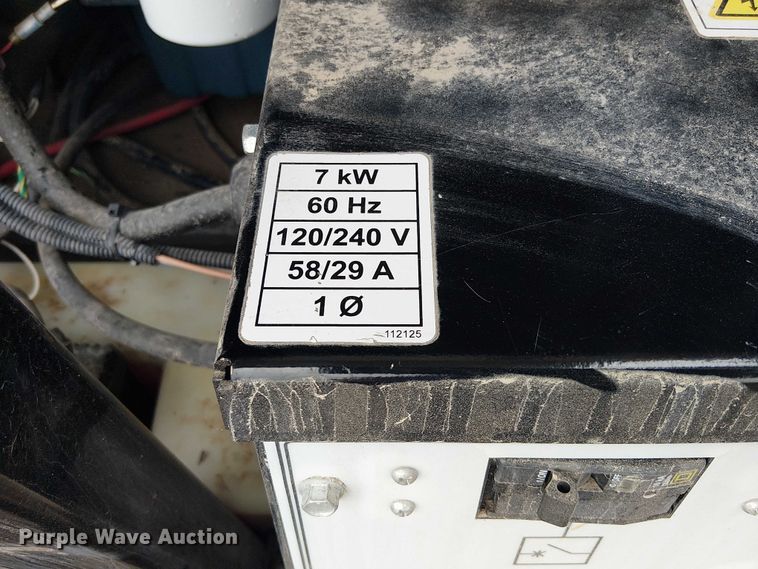 7 kW
60 Hz
120/240 V
58/29 A
1 Ø
112125
Purple Wave Auction